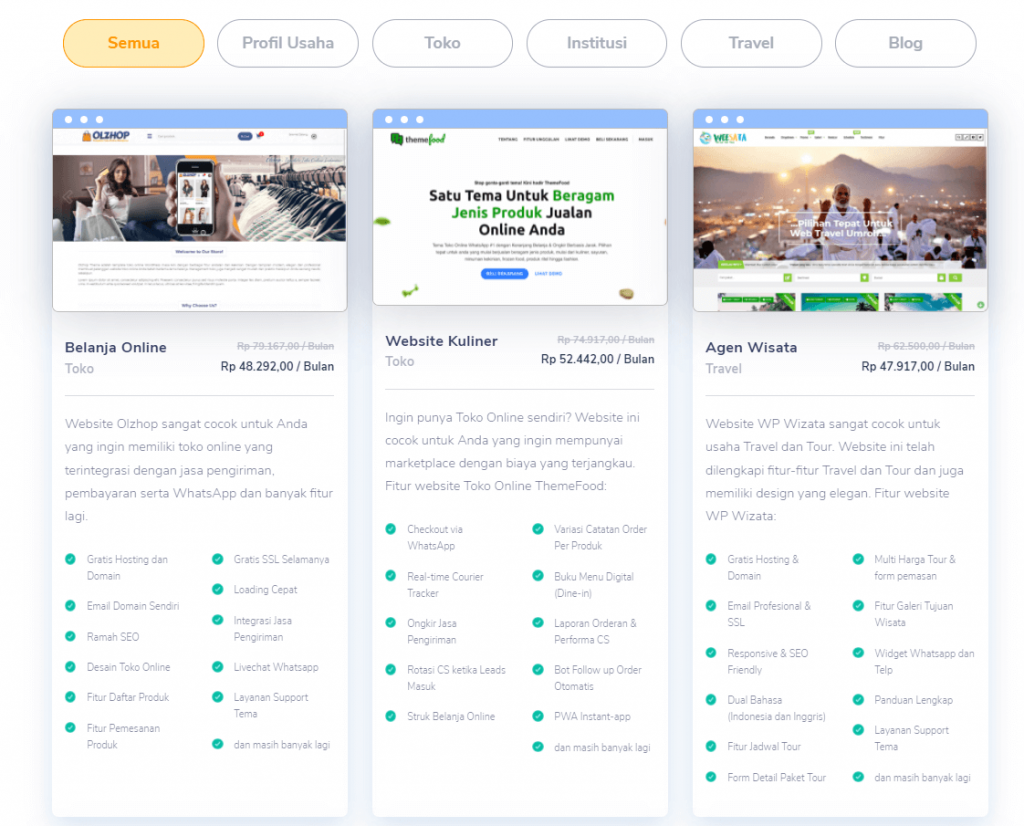 Semua
Profil Usaha
Toko
Institusi
Travel
Blog
OLZHOP
Welcome to Our Store!
Why Choose Us?
Belanja Online
Rp 79.167,00 / Bulan
Toko
Rp 48.292,00 / Bulan
Website Olzhop sangat cocok untuk Anda
yang ingin memiliki toko online yang
terintegrasi dengan jasa pengiriman,
pembayaran serta WhatsApp dan banyak fitur
lagi.
Gratis Hosting dan
Domain
Email Domain Sendiri
Ramah SEO
Desain Toko Online
Fitur Daftar Produk
Fitur Pemesanan
Produk
Gratis SSL Selamanya
Loading Cepat
Integrasi Jasa
Pengiriman
Livechat Whatsapp
Layanan Support
Tema
dan masih banyak lagi
themefood
TENTANG FITUR UNGGULAN LIHAT DEMO BELI SEKARANG MASUK
Satu Tema Untuk Beragam
Jenis Produk Jualan
Online Anda
BELI SEKARANG
LIHAT DEMO
Website Kuliner
Rp 74.917,00 / Bulan
Toko
Rp 52.442,00 / Bulan
Ingin punya Toko Online sendiri? Website ini
cocok untuk Anda yang ingin mempunyai
marketplace dengan biaya yang terjangkau.
Fitur website Toko Online ThemeFood:
Checkout via
WhatsApp
Real-time Courier
Tracker
Ongkir Jasa
Pengiriman
Rotasi CS ketika Leads
Masuk
Struk Belanja Online
Variasi Catatan Order
Per Produk
Buku Menu Digital
(Dine-in)
Laporan Orderan &
Performa CS
Bot Follow up Order
Otomatis
PWA Instant-app
dan masih banyak lagi
Pilihan Tepat Untuk
Web Travel Umroh
Agen Wisata
Rp 62.500,00 / Bulan
Travel
Rp 47.917,00 / Bulan
Website WP Wizata sangat cocok untuk
usaha Travel dan Tour. Website ini telah
dilengkapi fitur-fitur Travel dan Tour dan juga
memiliki design yang elegan. Fitur website
WP Wizata:
Gratis Hosting &
Domain
Email Profesional &
SSL
Responsive & SEO
Friendly
Dual Bahasa
(Indonesia dan Inggris)
Fitur Jadwal Tour
Form Detail Paket Tour
Multi Harga Tour &
form pemasan
Fitur Galeri Tujuan
Wisata
Widget Whatsapp dan
Telp
Panduan Lengkap
Layanan Support
Tema
dan masih banyak lagi